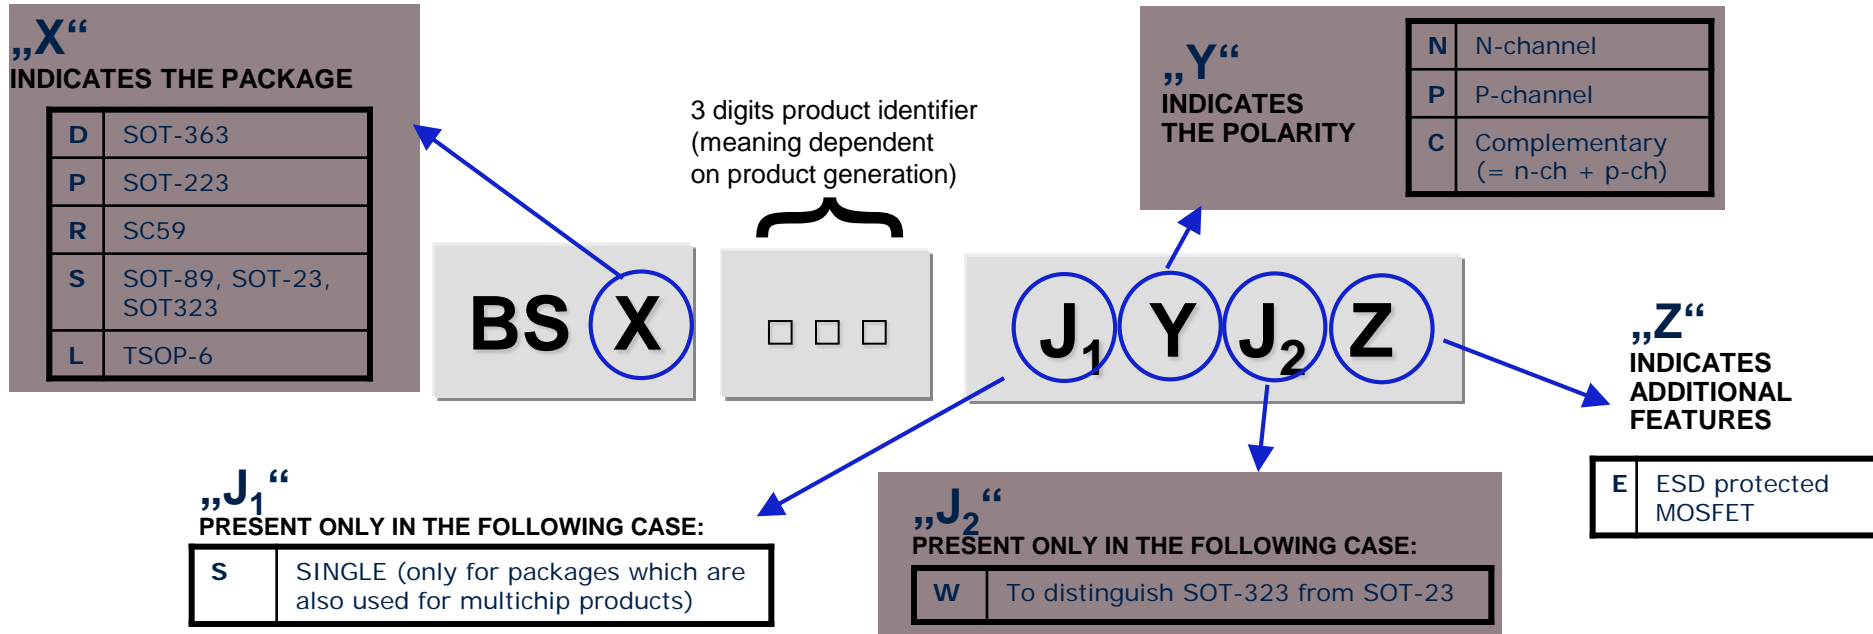 „X“
INDICATES THE PACKAGE
D SOT-363
P SOT-223
R SC59
S SOT-89, SOT-23,
SOT323
L TSOP-6
3 digits product identifier
(meaning dependent
on product generation)
„Y“
INDICATES
THE POLARITY
N N-channel
P P-channel
C Complementary
(= n-ch + p-ch)
BS X □ □ □ J₁ Y J₂ Z
„Z“
INDICATES
ADDITIONAL
FEATURES
E ESD protected
MOSFET
„J₁“
PRESENT ONLY IN THE FOLLOWING CASE:
S SINGLE (only for packages which are
also used for multichip products)
„J₂“
PRESENT ONLY IN THE FOLLOWING CASE:
W To distinguish SOT-323 from SOT-23